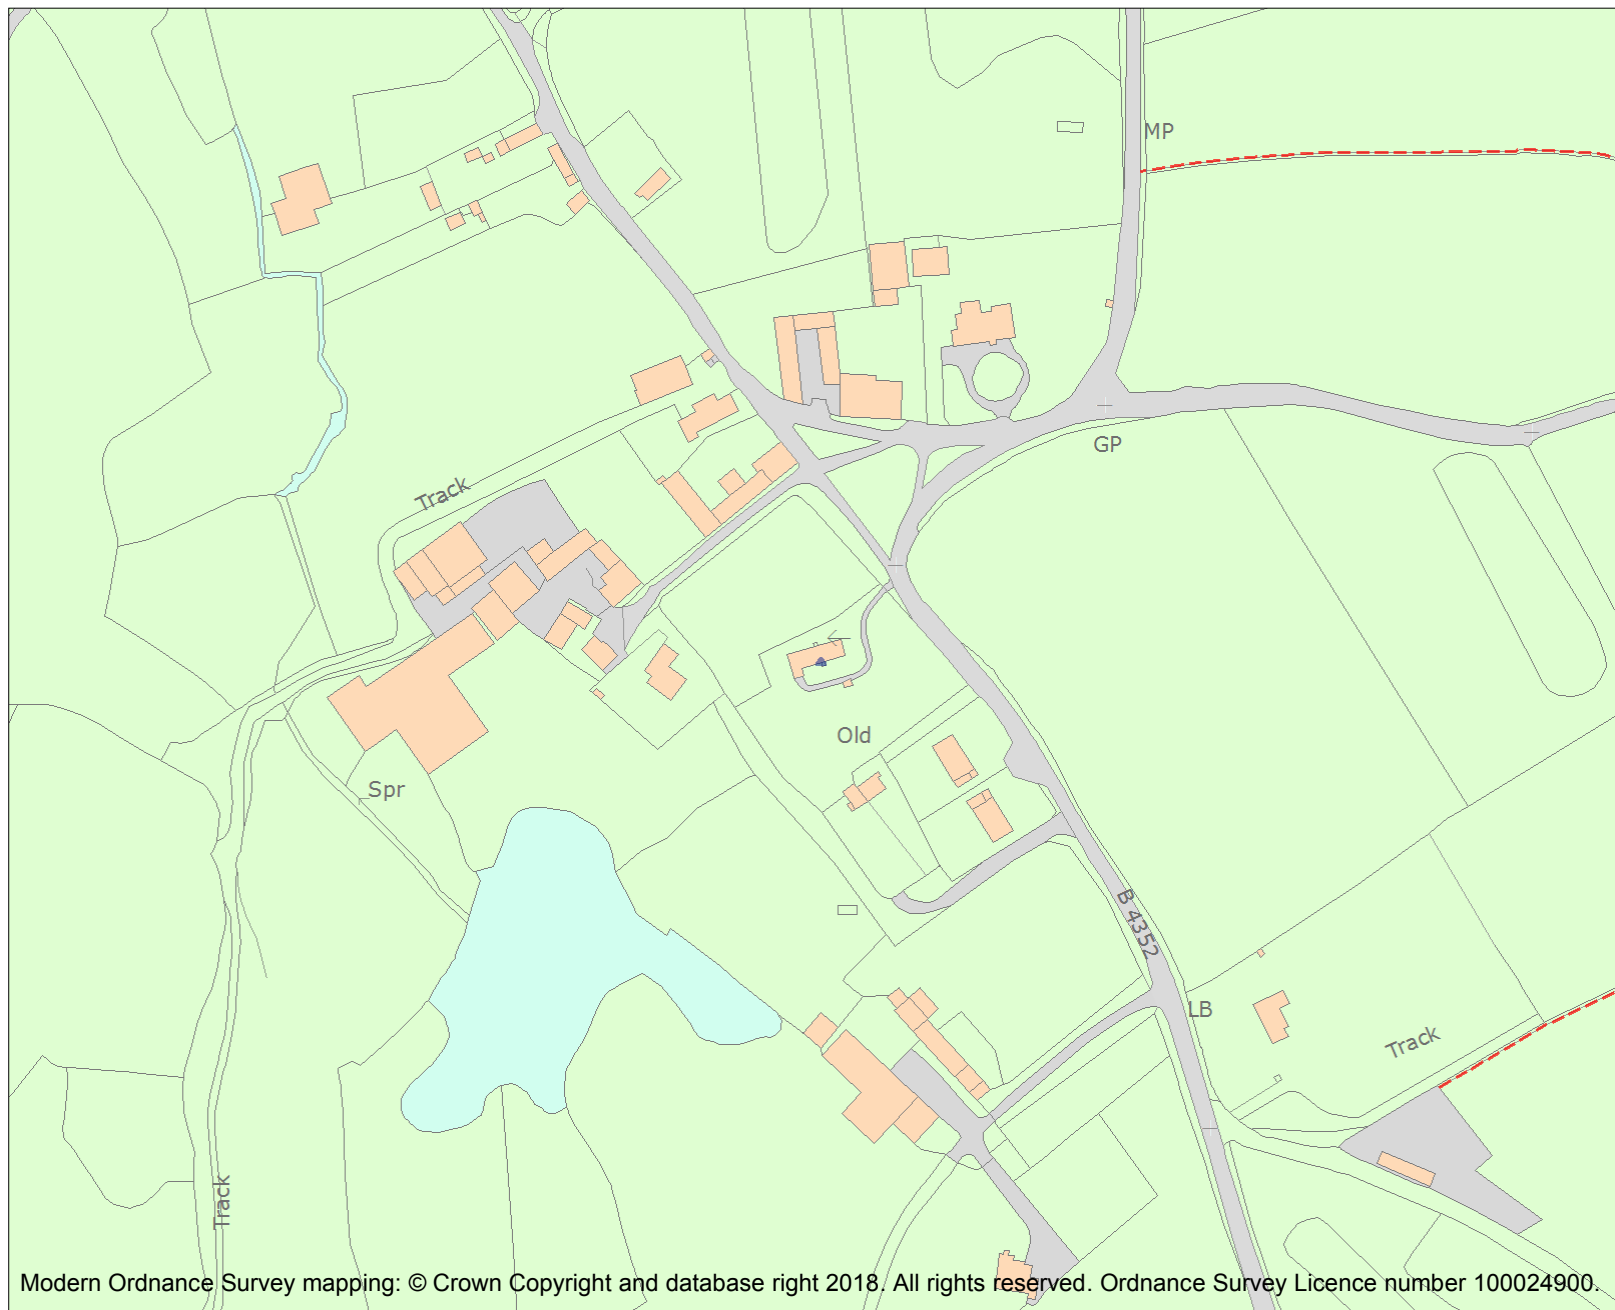 MP
GP
Track
Old
Spr
B 4352
LB
Track
Track
Modern Ordnance Survey mapping: © Crown Copyright and database right 2018. All rights reserved. Ordnance Survey Licence number 100024900.